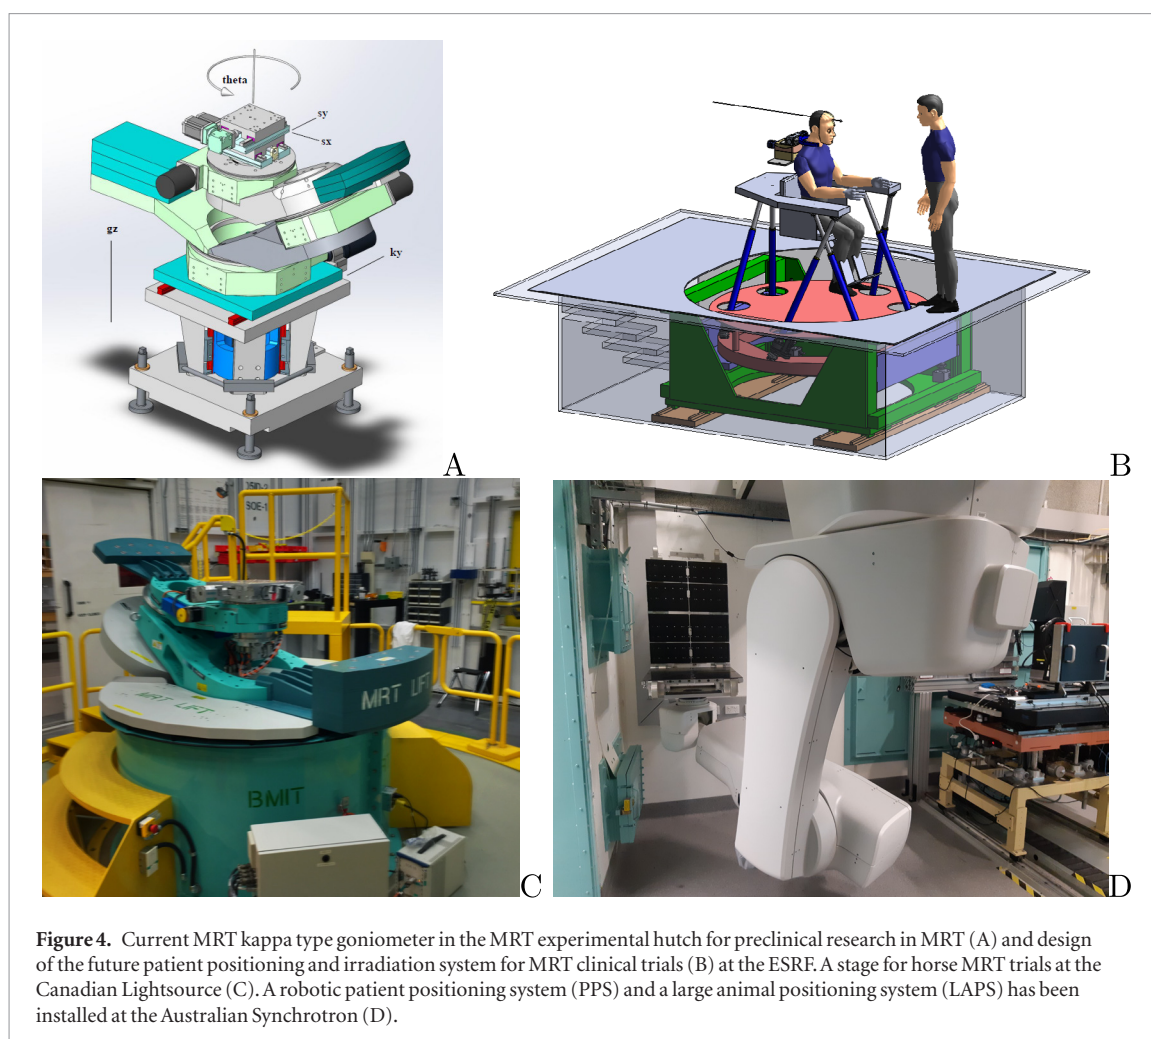 theta
sy
sx
gz
ky
A
B
SOE-1
MRT LIFT
MRT LIFT
BMIT
C
D
Figure 4. Current MRT kappa type goniometer in the MRT experimental hutch for preclinical research in MRT (A) and design
of the future patient positioning and irradiation system for MRT clinical trials (B) at the ESRF. A stage for horse MRT trials at the
Canadian Lightsource (C). A robotic patient positioning system (PPS) and a large animal positioning system (LAPS) has been
installed at the Australian Synchrotron (D).